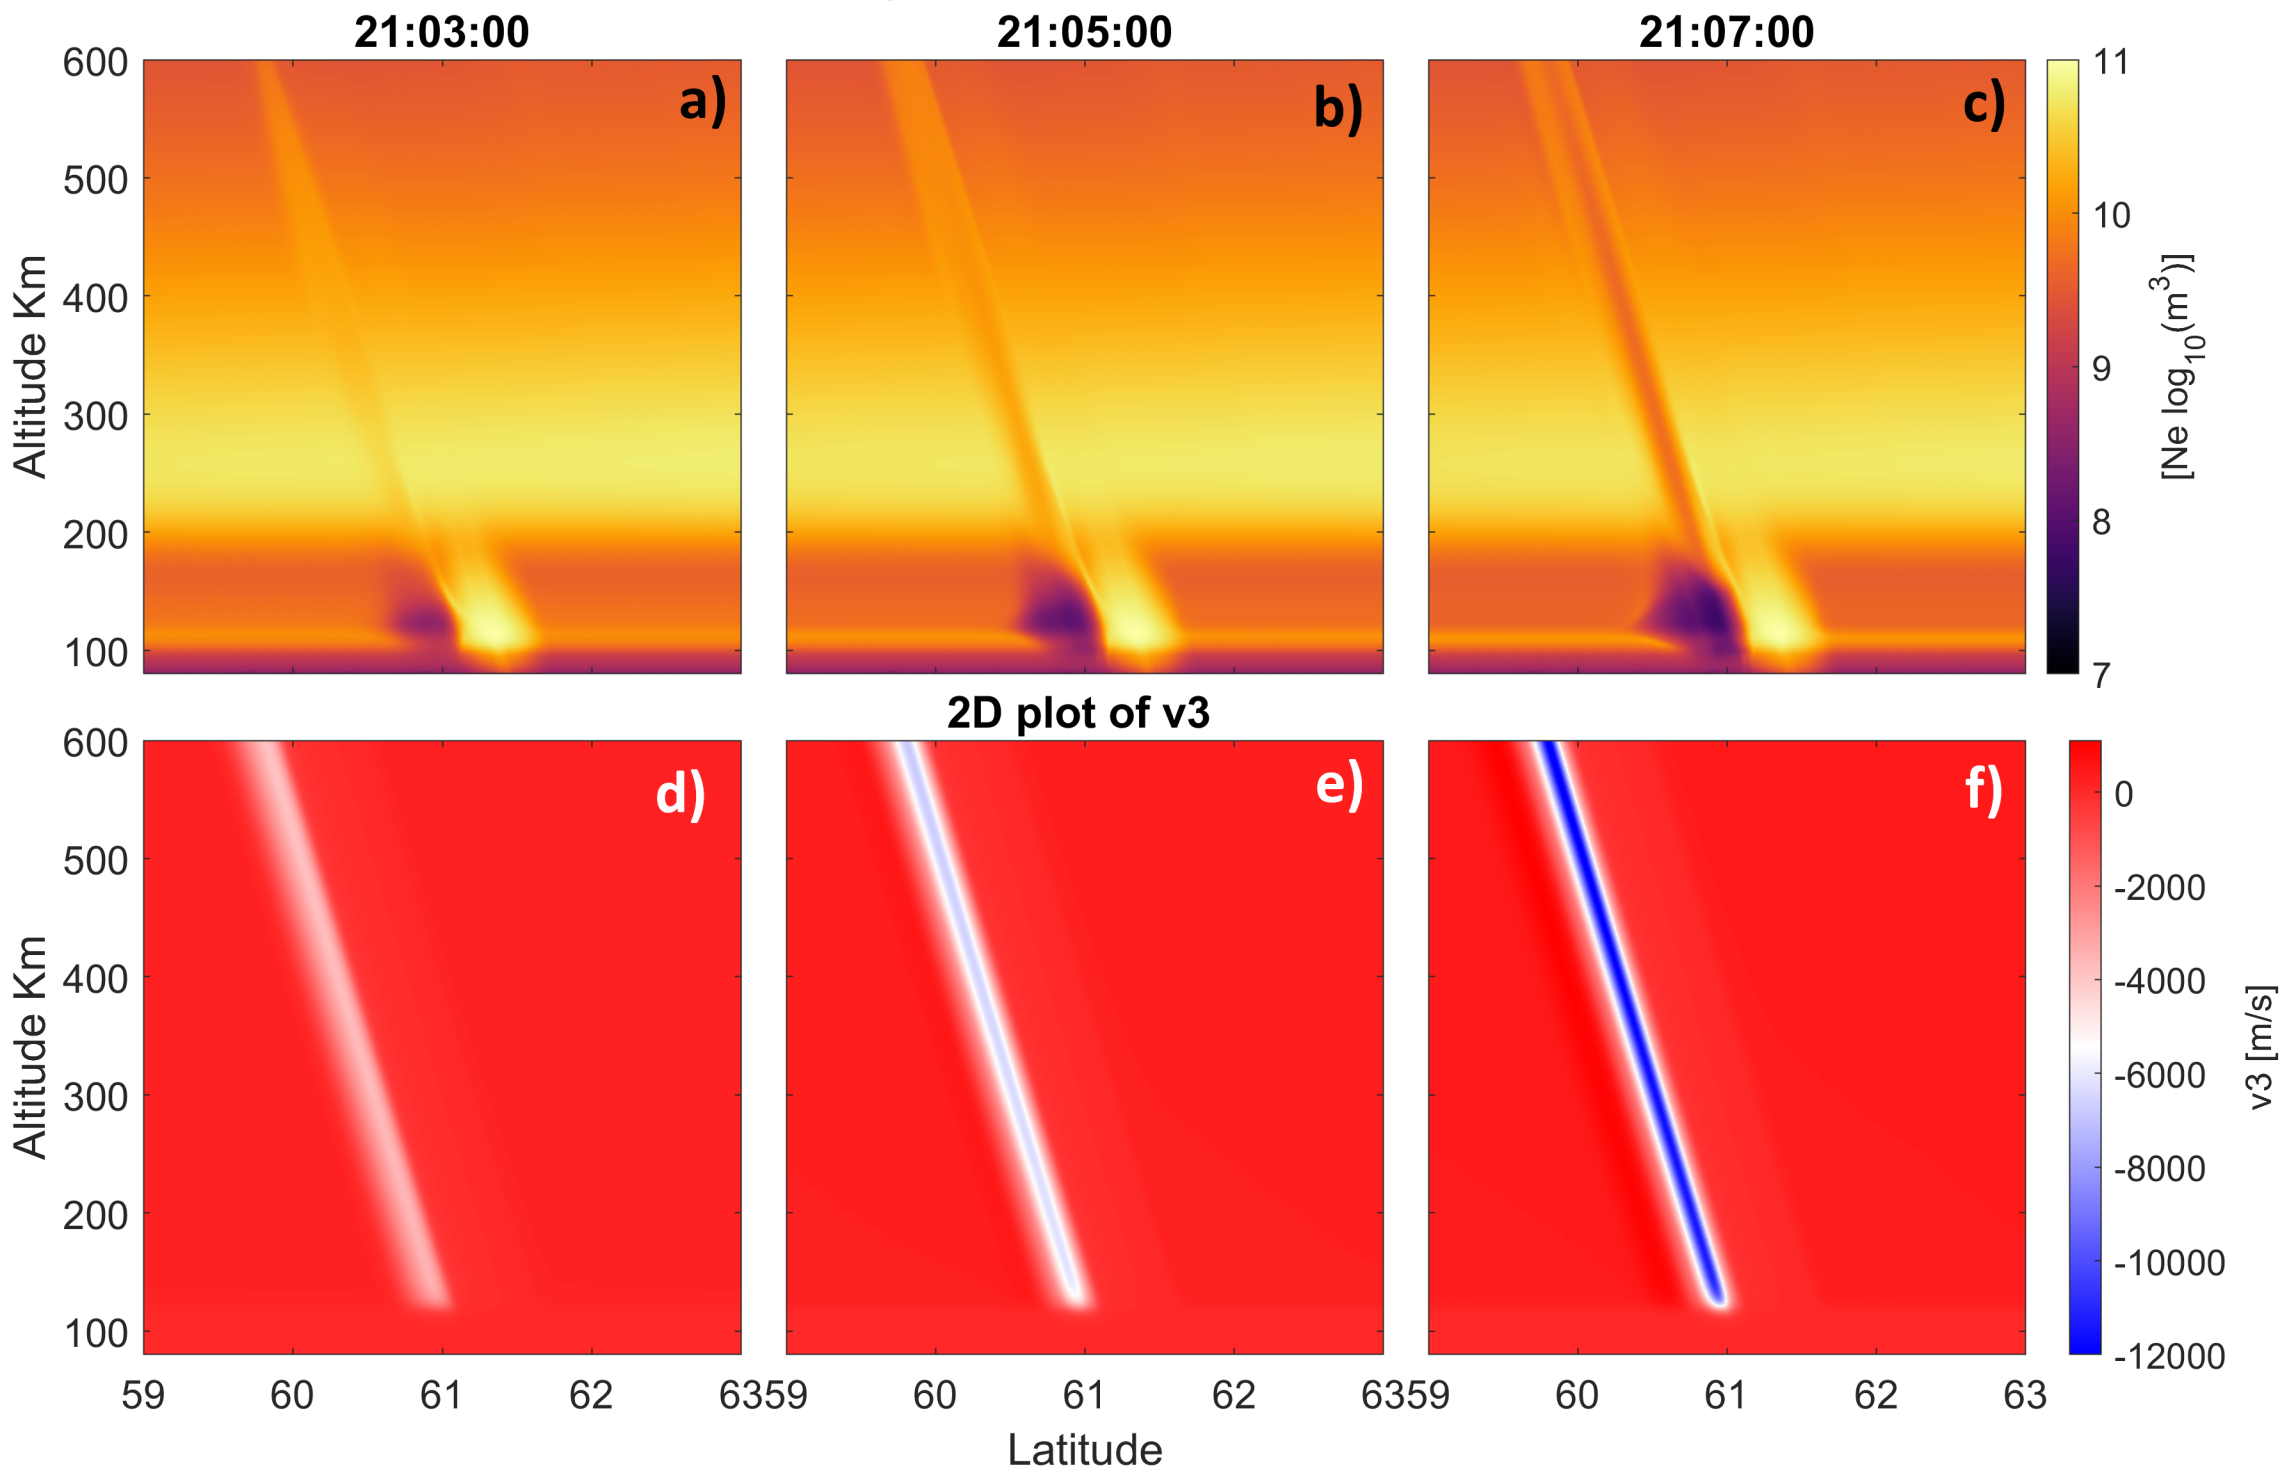 21:03:00 21:05:00 21:07:00
600 a) b) c) 11
500
10
400
9
300
8
200
100
7
Altitude Km
[Ne log10(m3)]
2D plot of v3
600 d) e) f) 0
500 -2000
400 -4000
300 -6000
200 -8000
100 -10000
-12000
Altitude Km
v3 [m/s]
59 60 61 62 6359 60 61 62 6359 60 61 62 63
Latitude